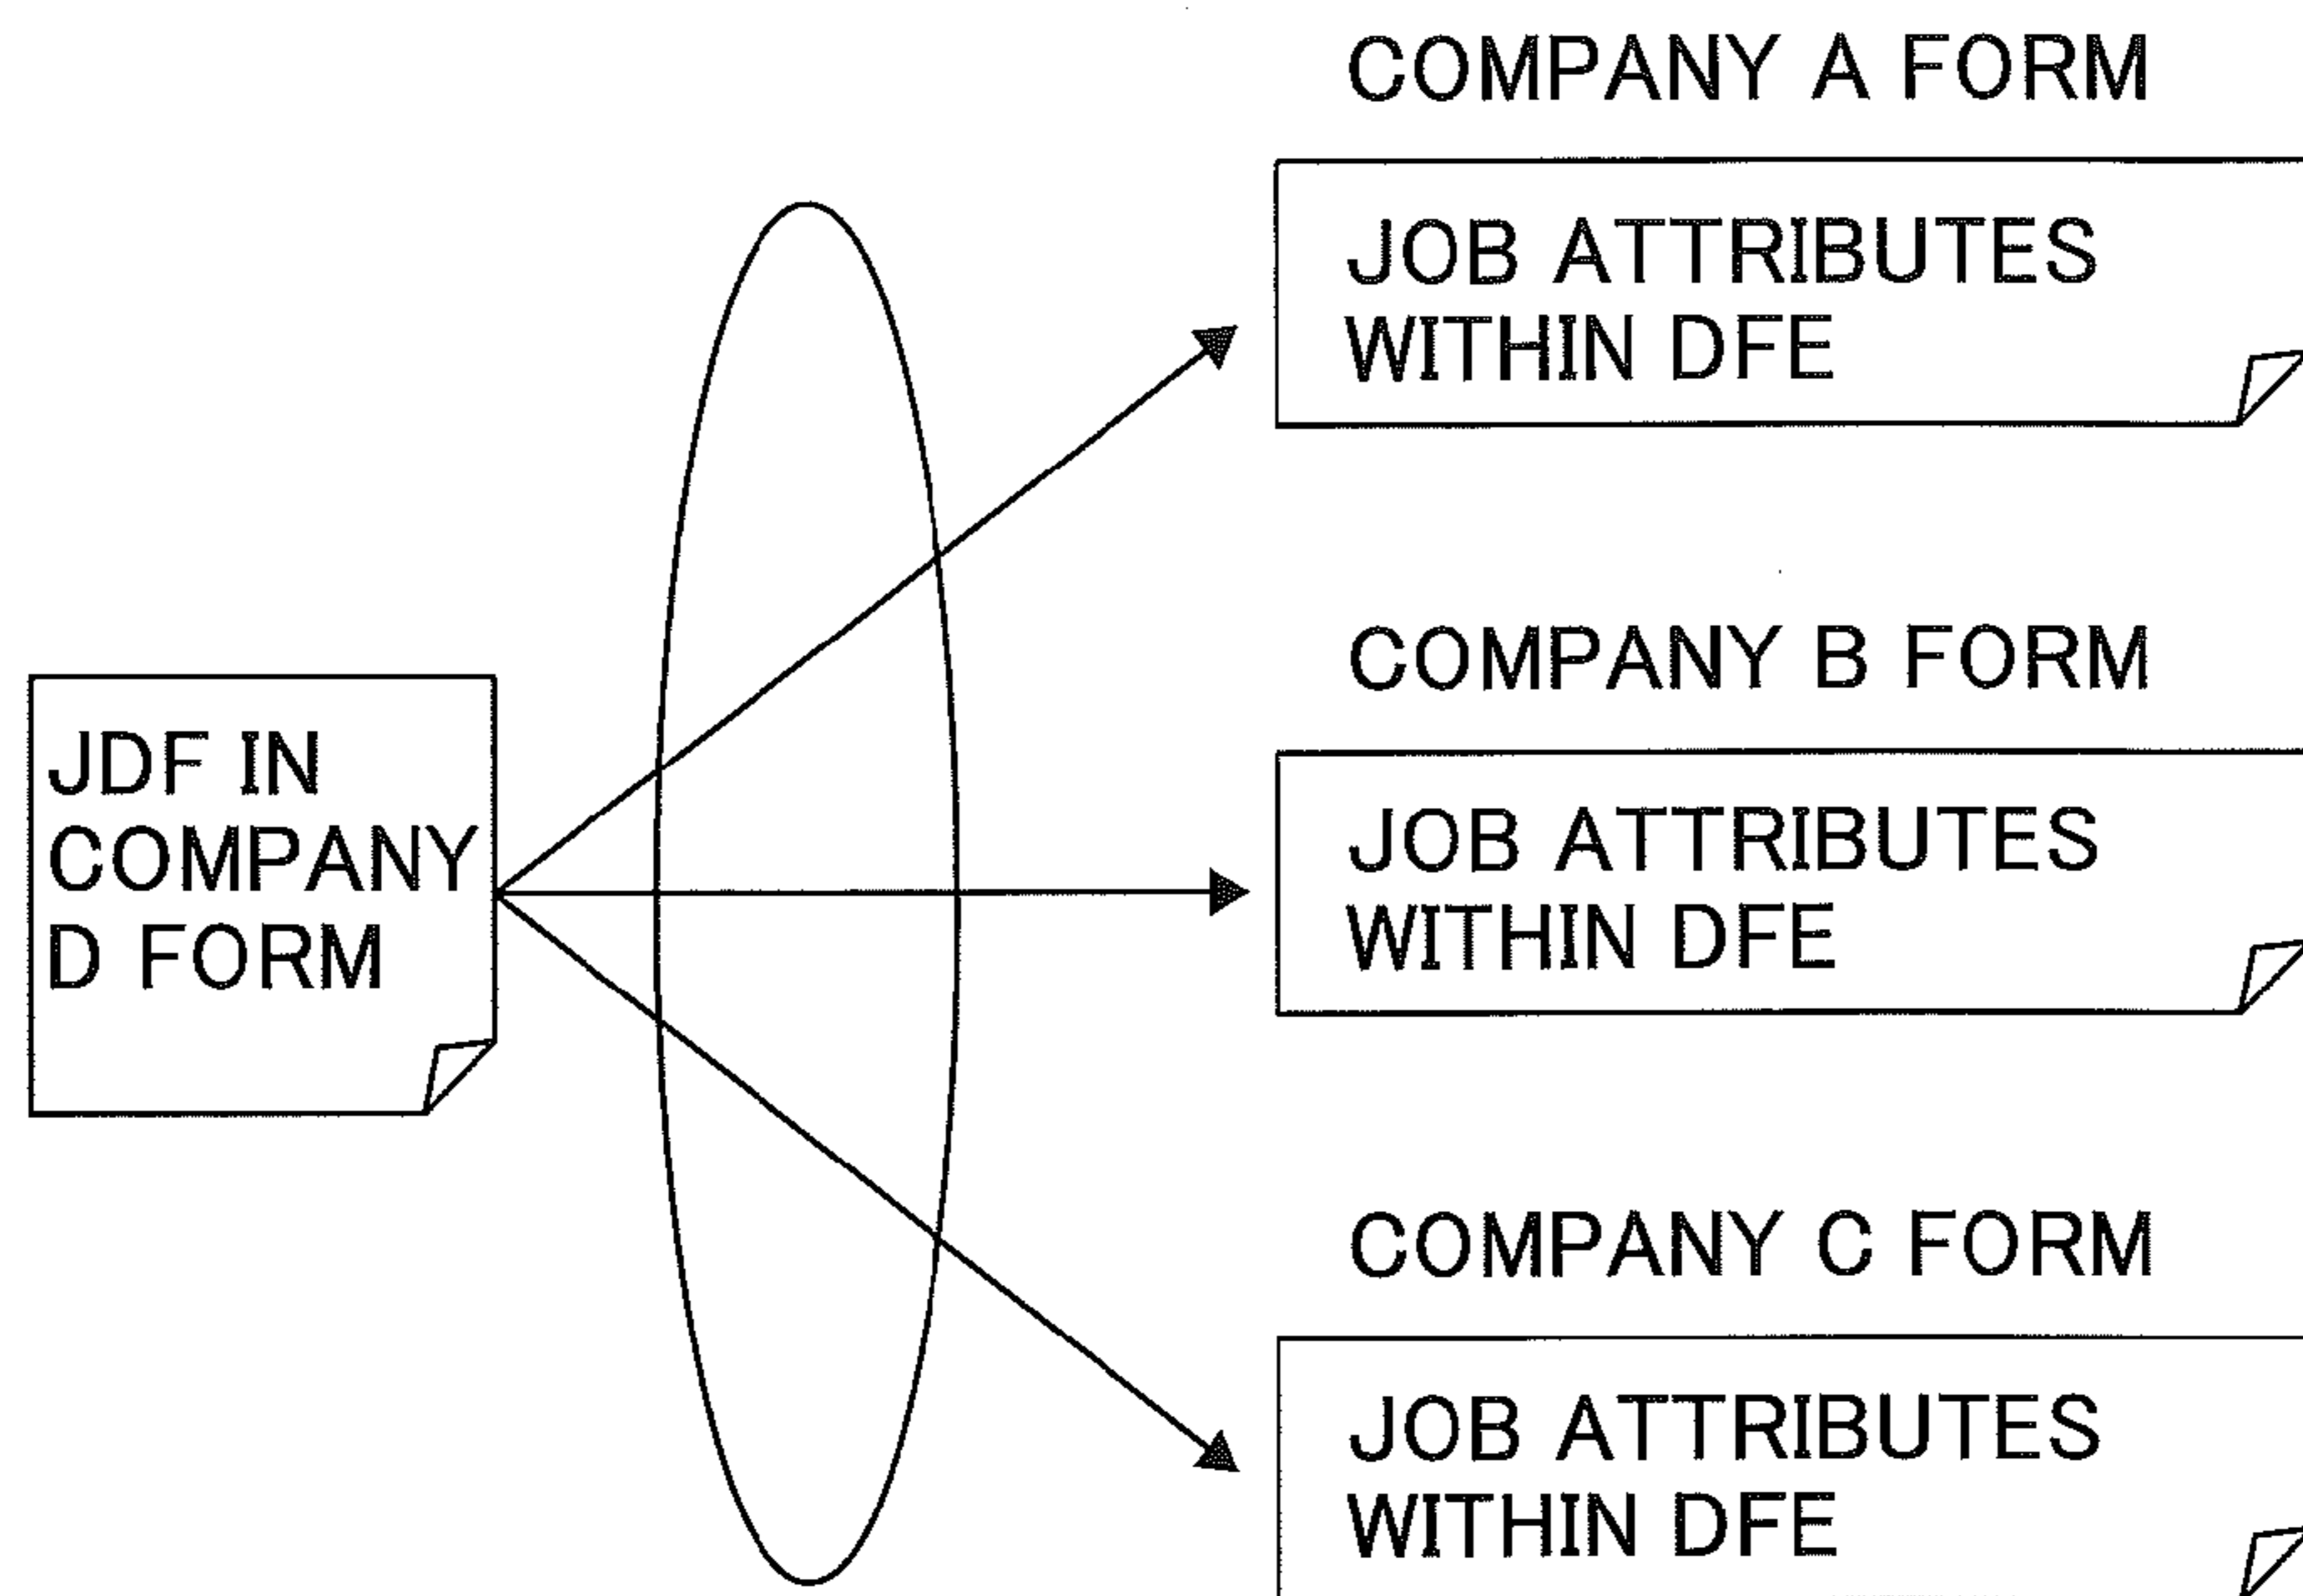 COMPANY A FORM
JOB ATTRIBUTES
WITHIN DFE
JDF IN
COMPANY
D FORM
COMPANY B FORM
JOB ATTRIBUTES
WITHIN DFE
COMPANY C FORM
JOB ATTRIBUTES
WITHIN DFE